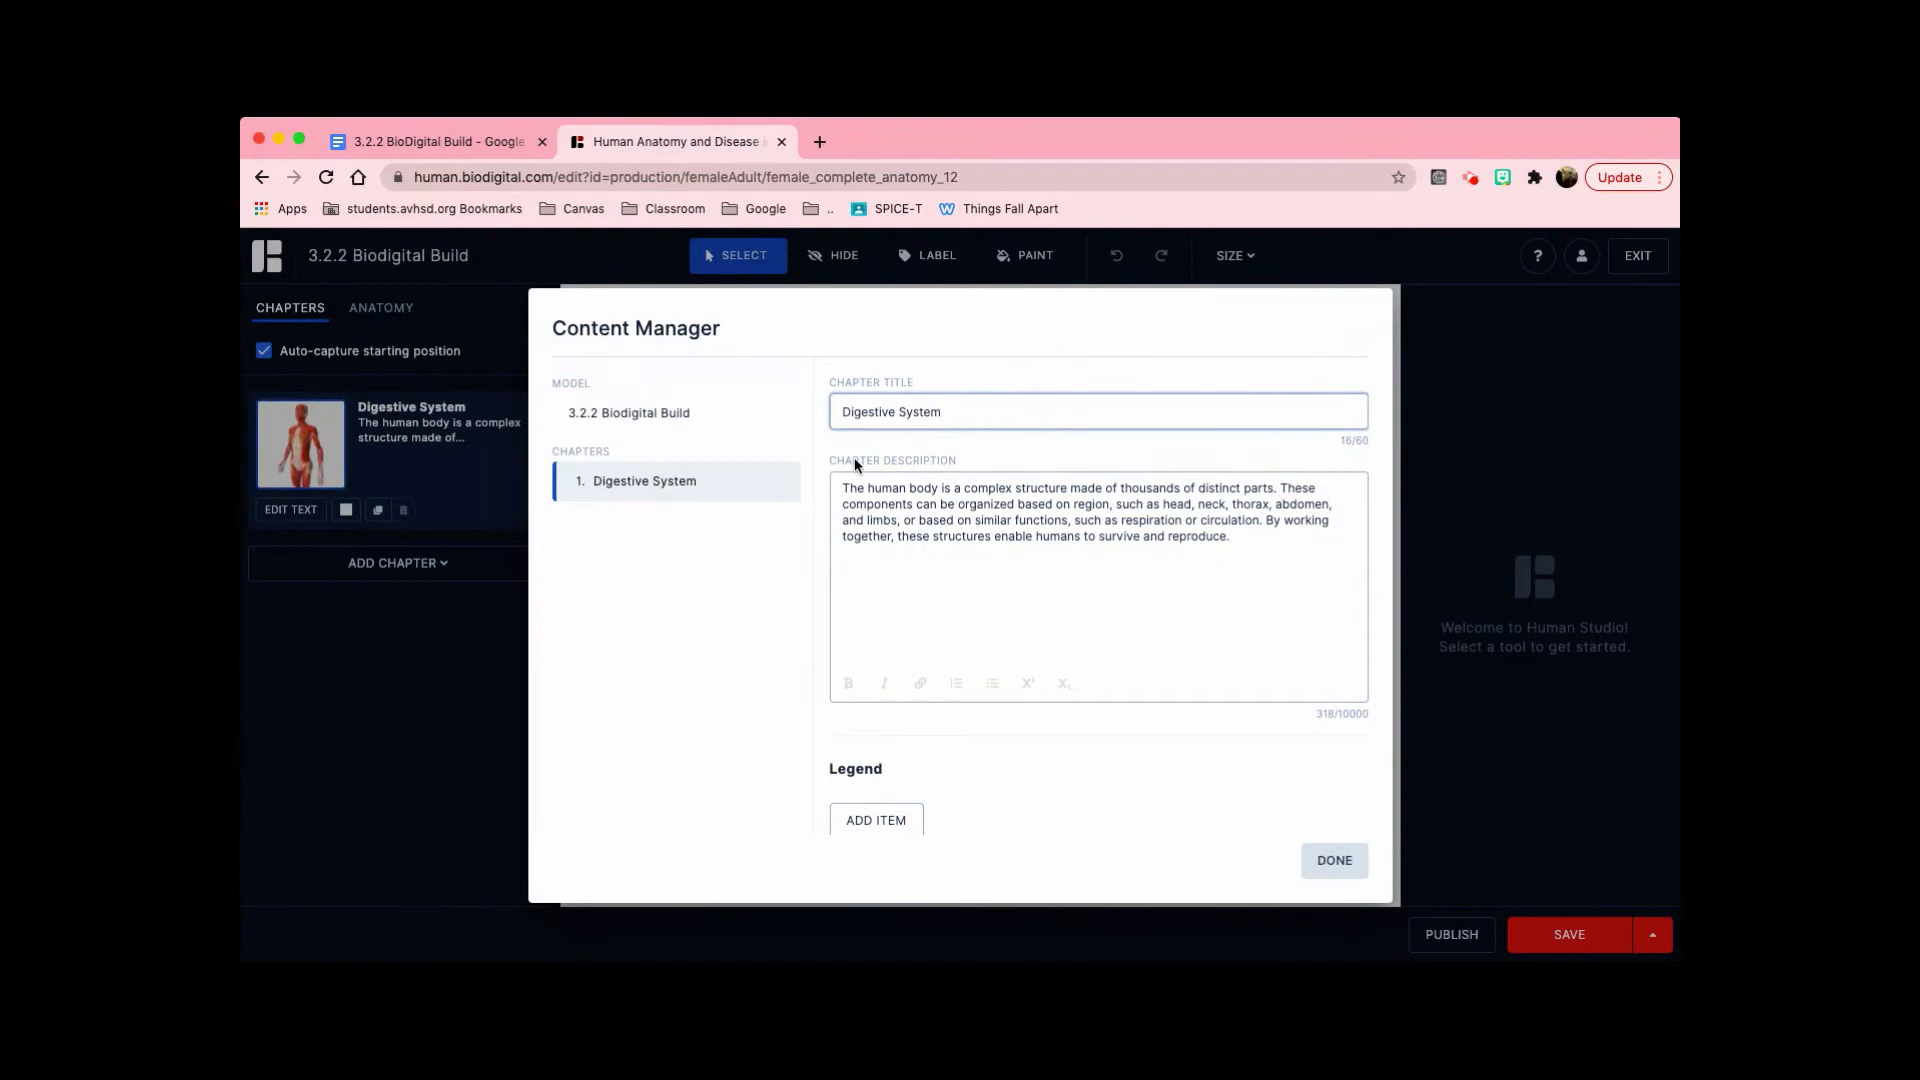 3.2.2 BioDigital Build - Google
Human Anatomy and Disease i
human.biodigital.com/edit?id=production/femaleAdult/female_complete_anatomy_12
Update
Apps
students.avhsd.org Bookmarks
Canvas
Classroom
Google
..
SPICE-T
Things Fall Apart
3.2.2 Biodigital Build
SELECT
HIDE
LABEL
PAINT
SIZE
?
EXIT
CHAPTERS
ANATOMY
Auto-capture starting position
Digestive System
The human body is a complex
structure made of...
EDIT TEXT
ADD CHAPTER
Content Manager
MODEL
3.2.2 Biodigital Build
CHAPTERS
1. Digestive System
CHAPTER TITLE
Digestive System
16/60
CHAPTER DESCRIPTION
The human body is a complex structure made of thousands of distinct parts. These
components can be organized based on region, such as head, neck, thorax, abdomen,
and limbs, or based on similar functions, such as respiration or circulation. By working
together, these structures enable humans to survive and reproduce.
318/10000
Legend
ADD ITEM
DONE
Welcome to Human Studio!
Select a tool to get started.
PUBLISH
SAVE